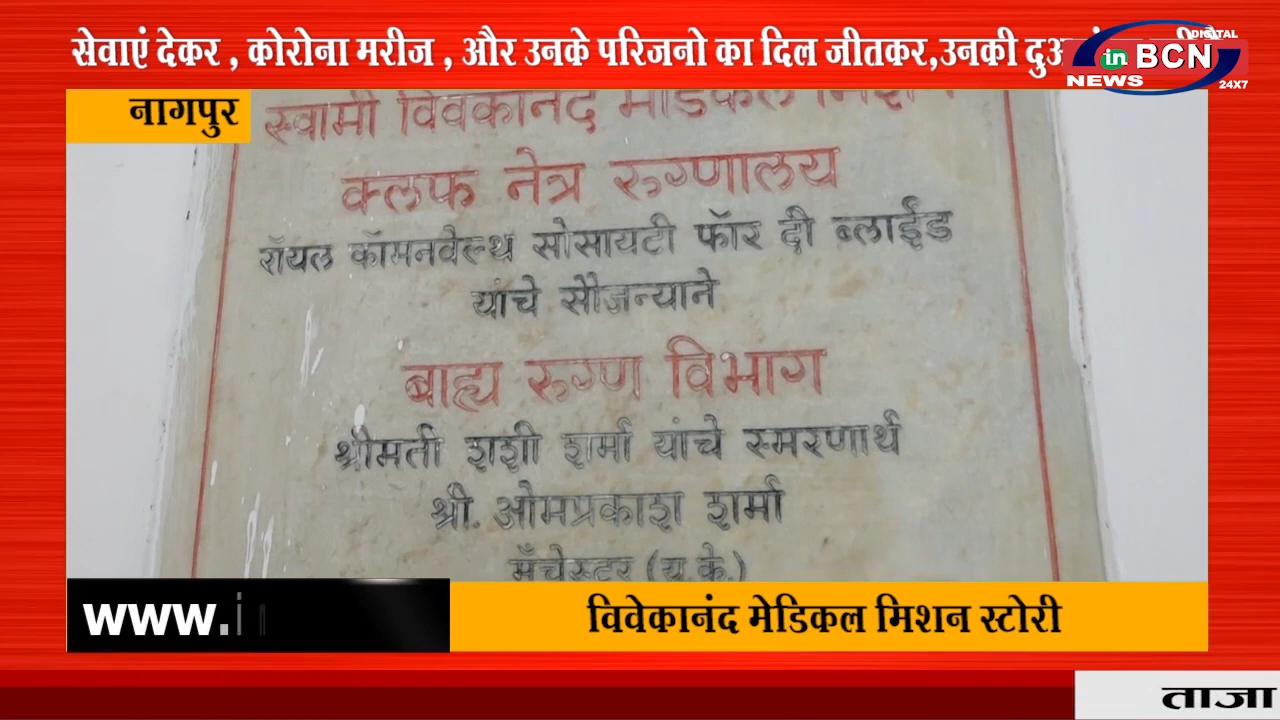 सेवाएं देकर , कोरोना मरीज , और उनके परिजनो का दिल जीतकर,उनकी
DIGITAL
in BCN
NEWS
24X7
नागपुर
स्वामी विवेकानंद मेडिकल
क्लफ नेत्र रुग्णालय
रॉयल कॉमनवेल्थ सोसायटी फॉर दी ब्लाईंड
यांचे सौजन्याने
बाह्य रुग्ण विभाग
श्रीमती शशी शर्मा यांचे स्मरणार्थ
श्री. ओमप्रकाश शर्मा
मँचेस्टर (यु.के.)
www.i
विवेकानंद मेडिकल मिशन स्टोरी
ताजा